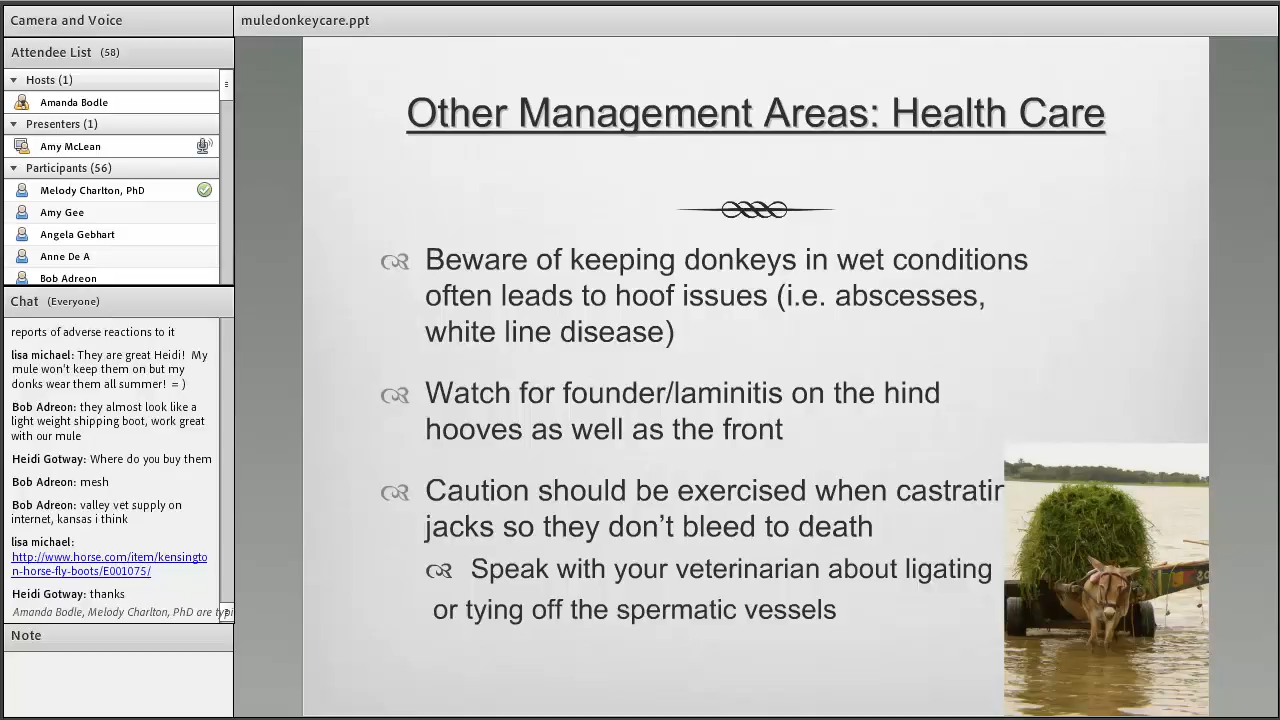 Camera and Voice
muledonkeycare.ppt
Attendee List (58)
Hosts (1)
Amanda Bodle
Presenters (1)
Amy McLean
Participants (56)
Melody Charlton, PhD
Amy Gee
Angela Gebhart
Anne De A
Bob Adreon
Chat (Everyone)
reports of adverse reactions to it
lisa michael: They are great Heidi! My
mule won't keep them on but my
donks wear them all summer! = )
Bob Adreon: they almost look like a
light weight shipping boot, work great
with our mule
Heidi Gotway: Where do you buy them
Bob Adreon: mesh
Bob Adreon: valley vet supply on
internet, kansas i think
lisa michael:
http://www.horse.com/item/kensingto
n-horse-fly-boots/E001075/
Heidi Gotway: thanks
Amanda Bodle, Melody Charlton, PhD are typi
Note
Other Management Areas: Health Care
Beware of keeping donkeys in wet conditions
often leads to hoof issues (i.e. abscesses,
white line disease)
Watch for founder/laminitis on the hind
hooves as well as the front
Caution should be exercised when castratin
jacks so they don’t bleed to death
Speak with your veterinarian about ligating
or tying off the spermatic vessels